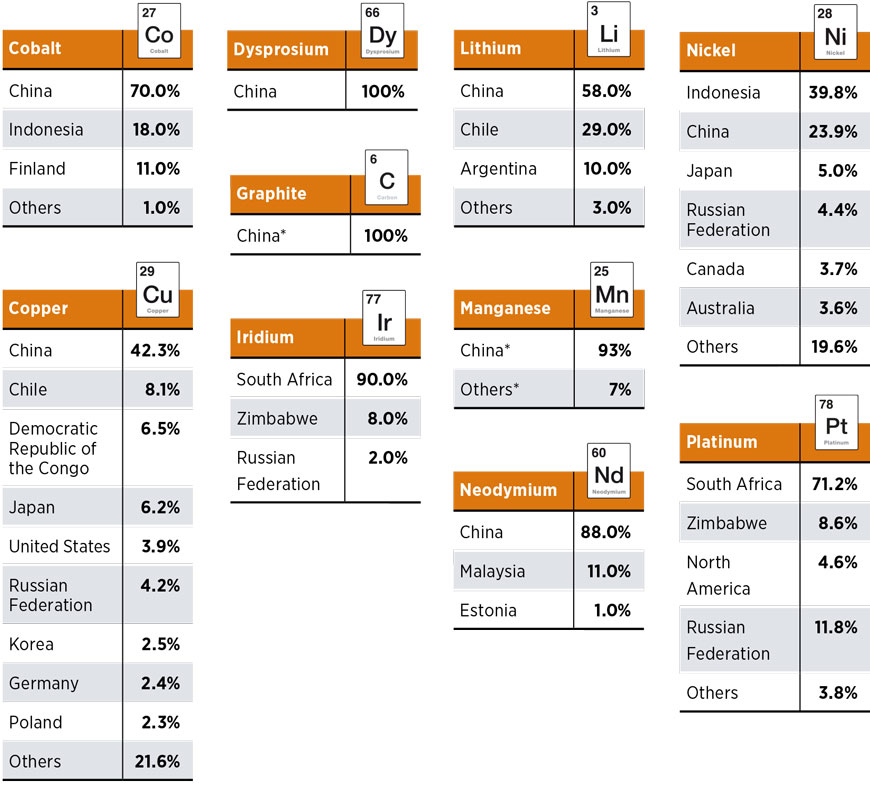 27
Co
Cobalt
Cobalt
China 70.0%
Indonesia 18.0%
Finland 11.0%
Others 1.0%
29
Cu
Copper
Copper
China 42.3%
Chile 8.1%
Democratic 6.5%
Republic of
the Congo
Japan 6.2%
United States 3.9%
Russian 4.2%
Federation
Korea 2.5%
Germany 2.4%
Poland 2.3%
Others 21.6%
66
Dy
Dysprosium
Dysprosium
China 100%
6
C
Carbon
Graphite
China* 100%
77
Ir
Iridium
Iridium
South Africa 90.0%
Zimbabwe 8.0%
Russian 2.0%
Federation
3
Li
Lithium
Lithium
China 58.0%
Chile 29.0%
Argentina 10.0%
Others 3.0%
25
Mn
Manganese
Manganese
China* 93%
Others* 7%
60
Nd
Neodymium
Neodymium
China 88.0%
Malaysia 11.0%
Estonia 1.0%
28
Ni
Nickel
Nickel
Indonesia 39.8%
China 23.9%
Japan 5.0%
Russian 4.4%
Federation
Canada 3.7%
Australia 3.6%
Others 19.6%
78
Pt
Platinum
Platinum
South Africa 71.2%
Zimbabwe 8.6%
North 4.6%
America
Russian 11.8%
Federation
Others 3.8%